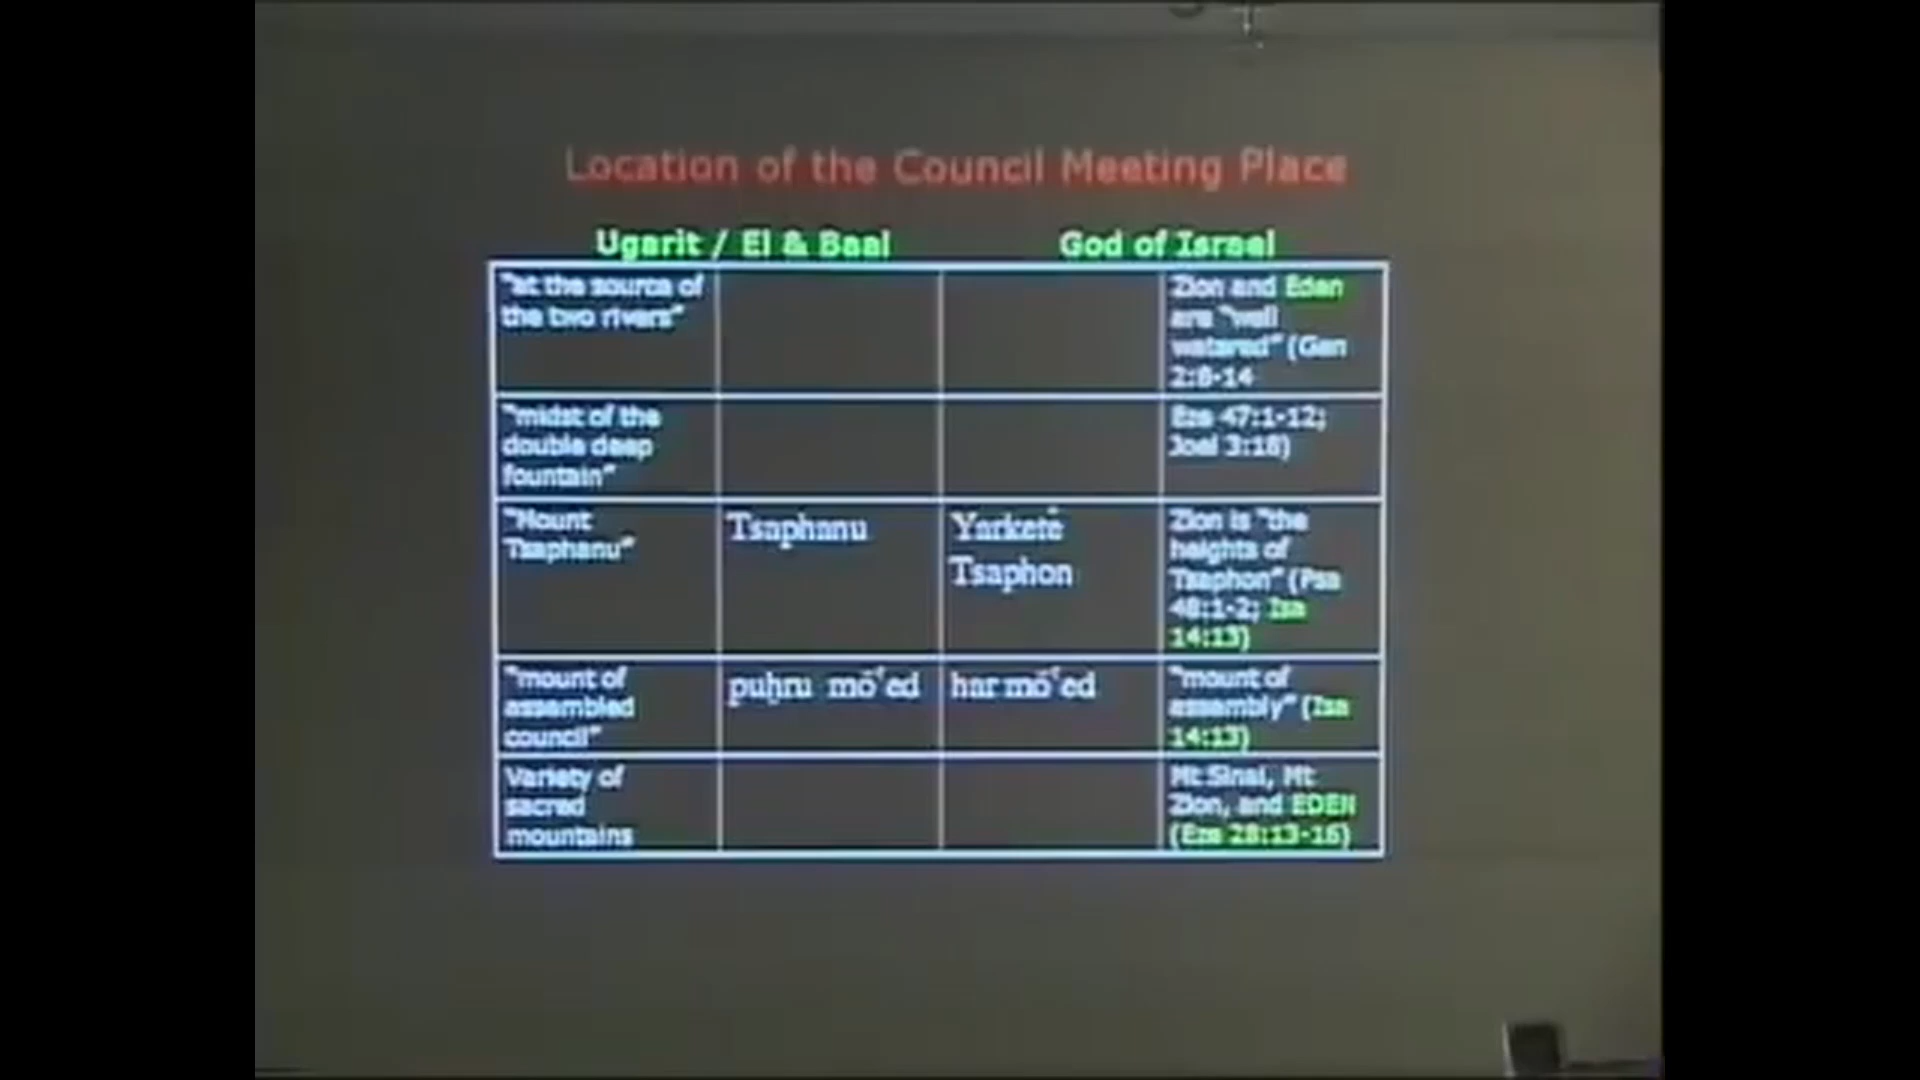 Location of the Council Meeting Place
Ugarit / El & Baal
God of Israel
"at the source of
the two rivers"
Zion and Eden
are "well
watered" (Gen
2:8-14
"midst of the
double deep
fountain"
Eze 47:1-12;
Joel 3:18)
"Mount
Tsaphanu"
Tsaphanu
Yarketē
Tsaphon
Zion is "the
heights of
Tsaphon" (Psa
48:1-2; Isa
14:13)
"mount of
assembled
council"
puḫru môʿed
har môʿed
"mount of
assembly" (Isa
14:13)
Variety of
sacred
mountains
Mt Sinai, Mt
Zion, and EDEN
(Eze 28:13-16)